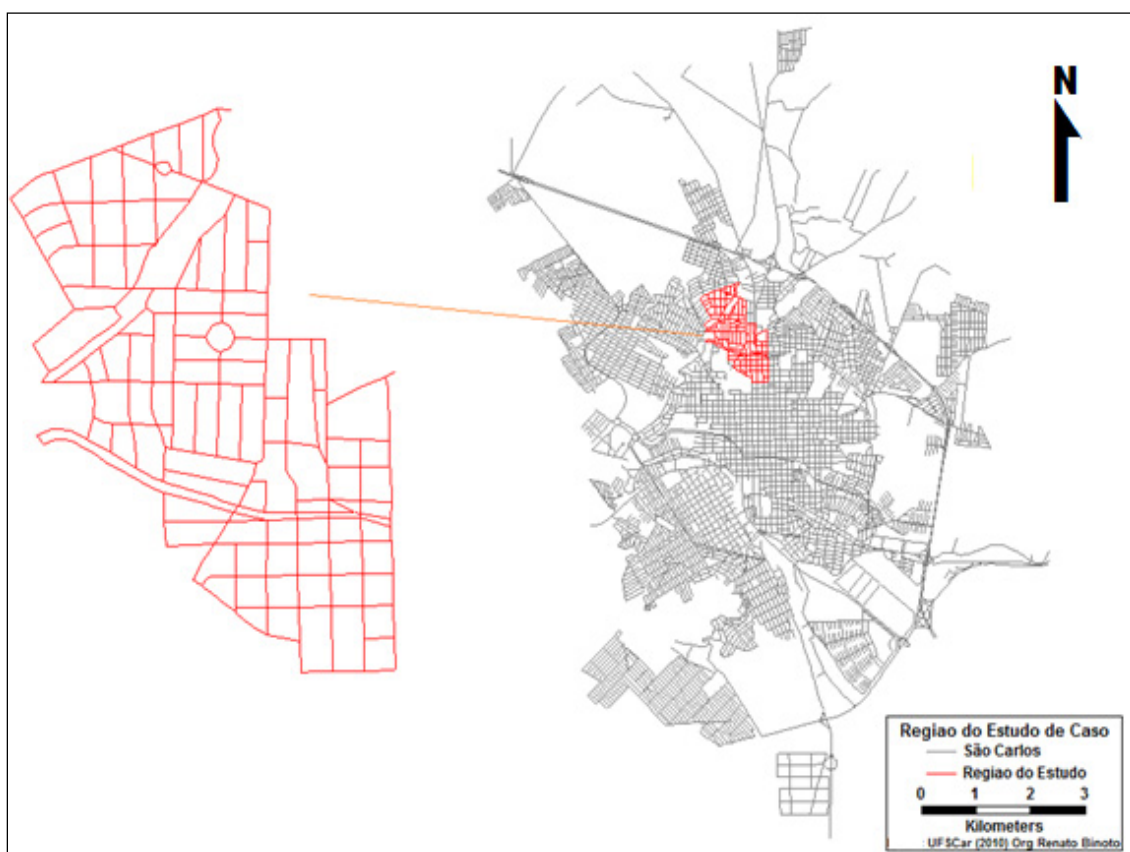 N
Regiao do Estudo de Caso
São Carlos
Regiao do Estudo
0 1 2 3
Kilometers
: UFSCar (2010) Org Renato Binoto